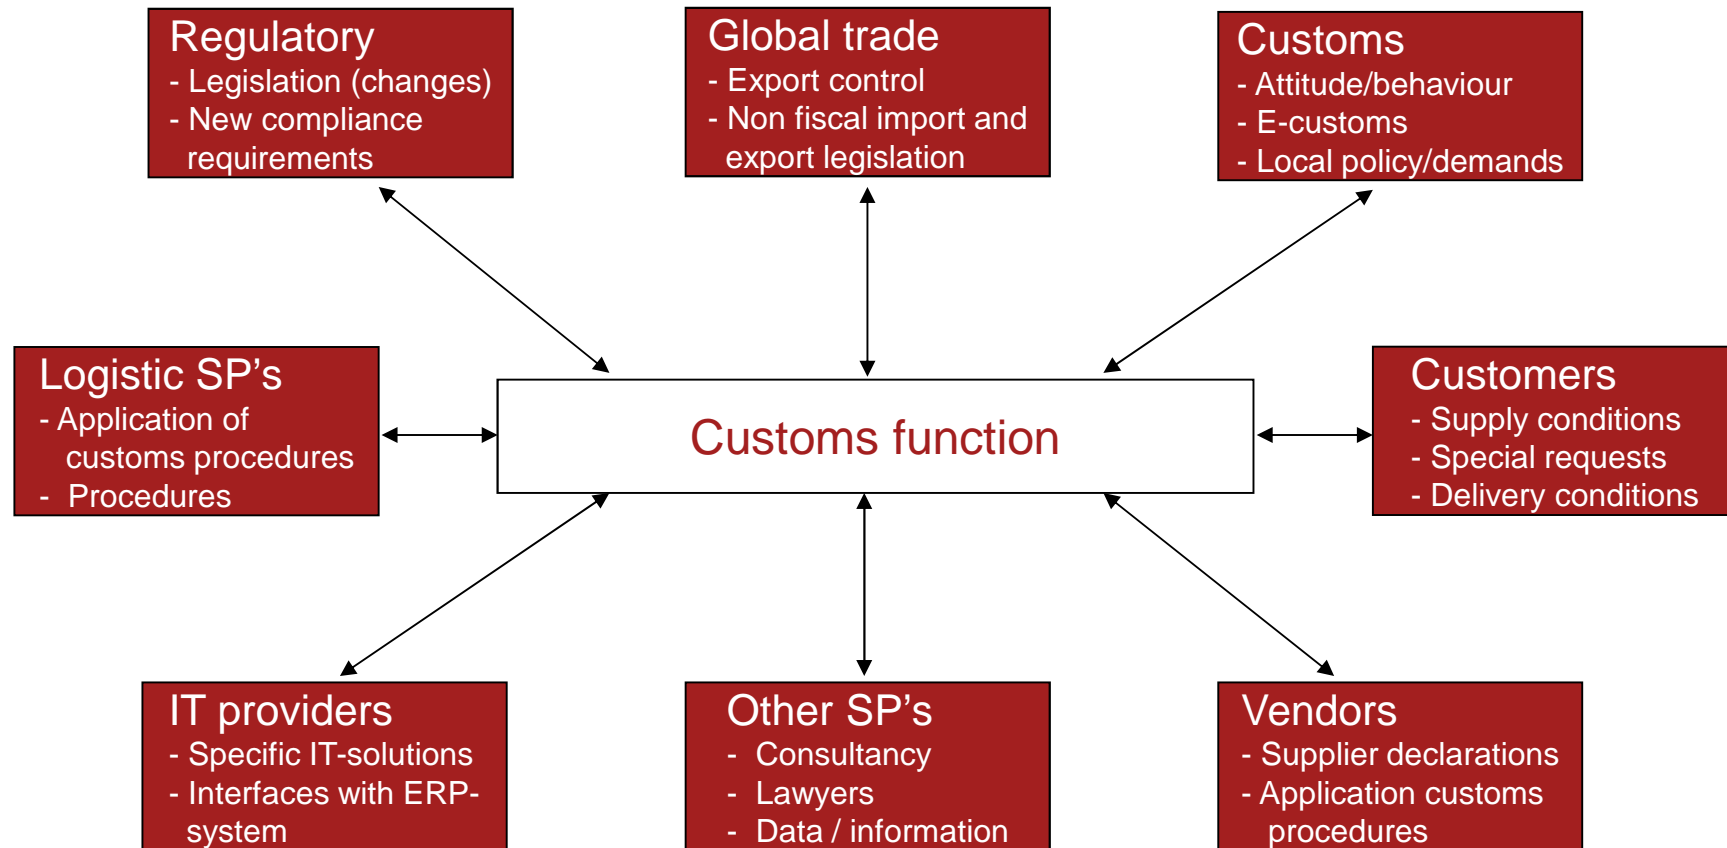 Regulatory
- Legislation (changes)
- New compliance
requirements
Global trade
- Export control
- Non fiscal import and
export legislation
Customs
- Attitude/behaviour
- E-customs
- Local policy/demands
Logistic SP’s
- Application of
customs procedures
- Procedures
Customs function
Customers
- Supply conditions
- Special requests
- Delivery conditions
IT providers
- Specific IT-solutions
- Interfaces with ERP-
system
Other SP’s
- Consultancy
- Lawyers
- Data / information
Vendors
- Supplier declarations
- Application customs
procedures